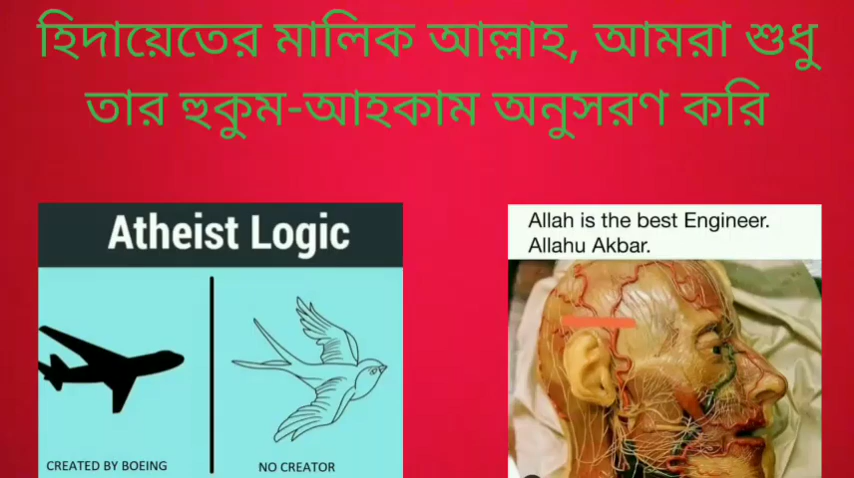 হিদায়েতের মালিক আল্লাহ, আমরা শুধু
তার হুকুম-আহকাম অনুসরণ করি
Atheist Logic
CREATED BY BOEING
NO CREATOR
Allah is the best Engineer.
Allahu Akbar.